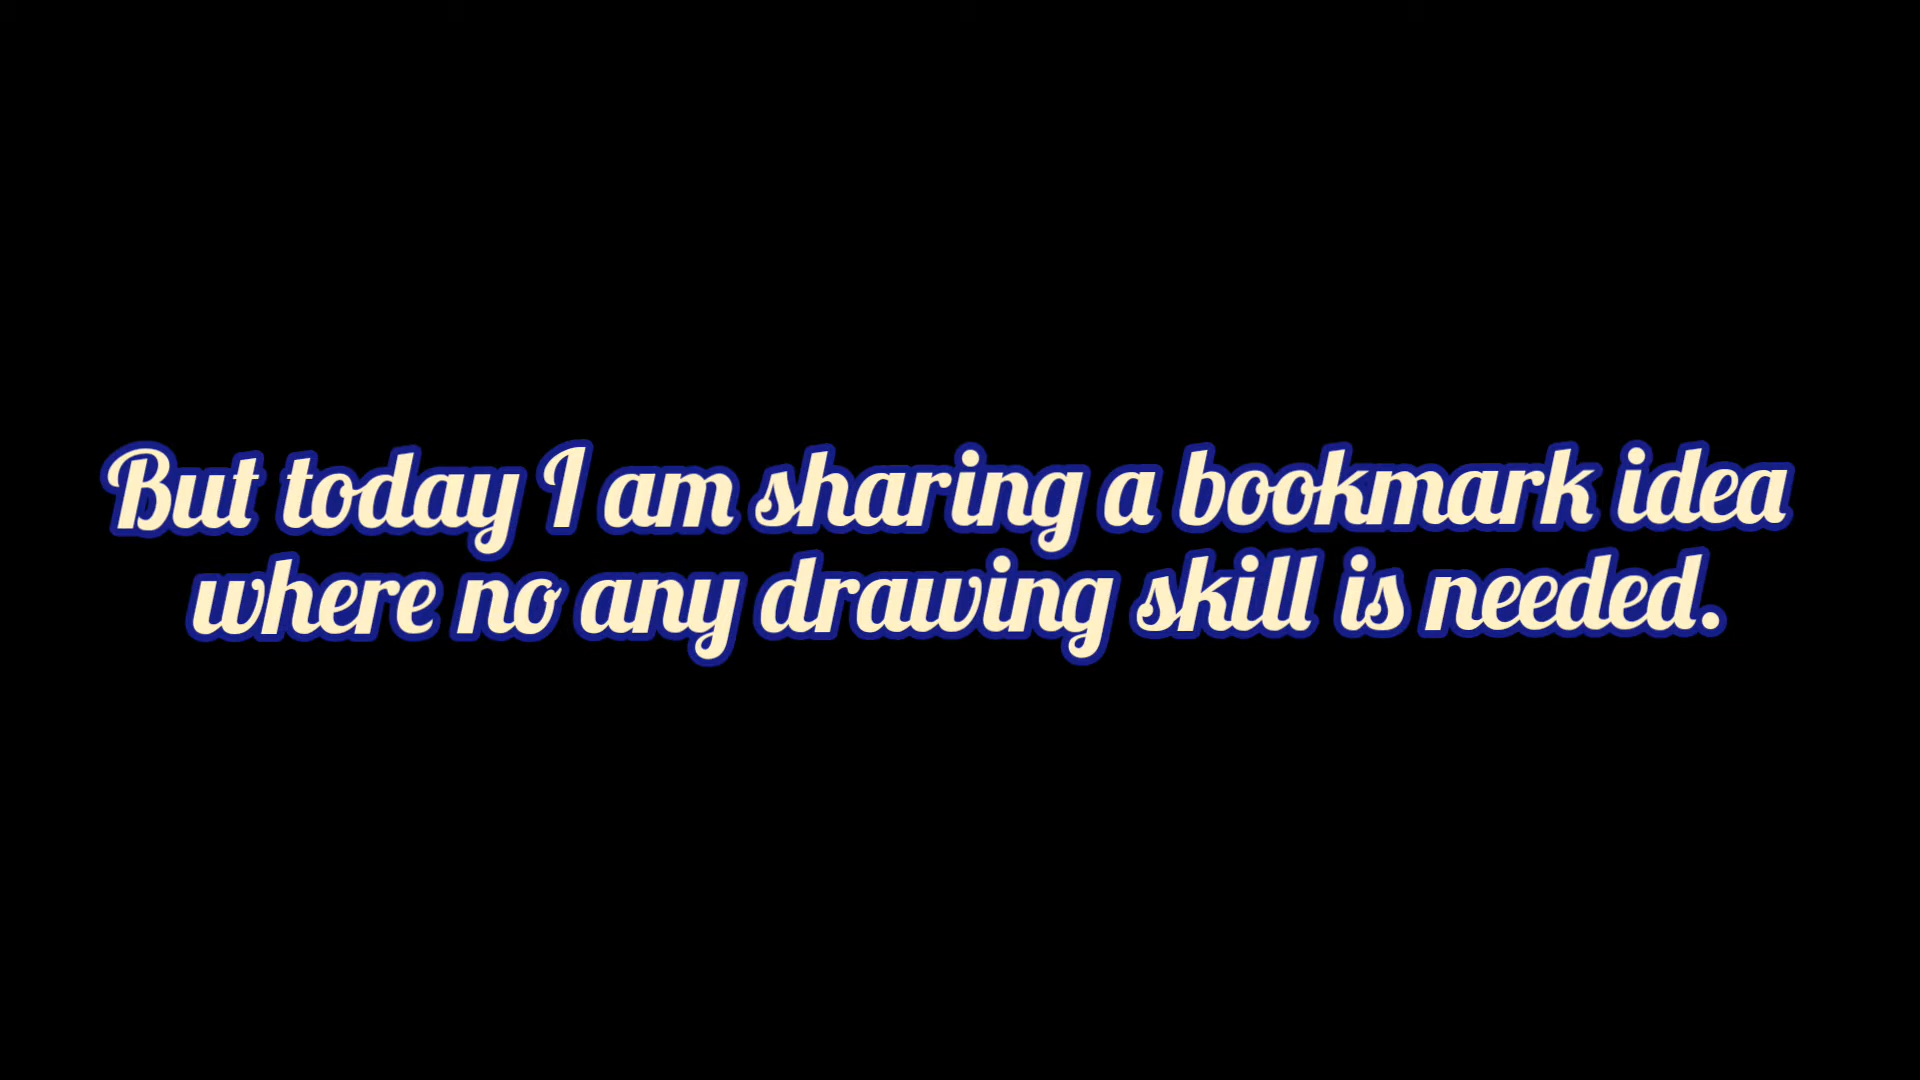 But today I am sharing a bookmark idea
where no any drawing skill is needed.